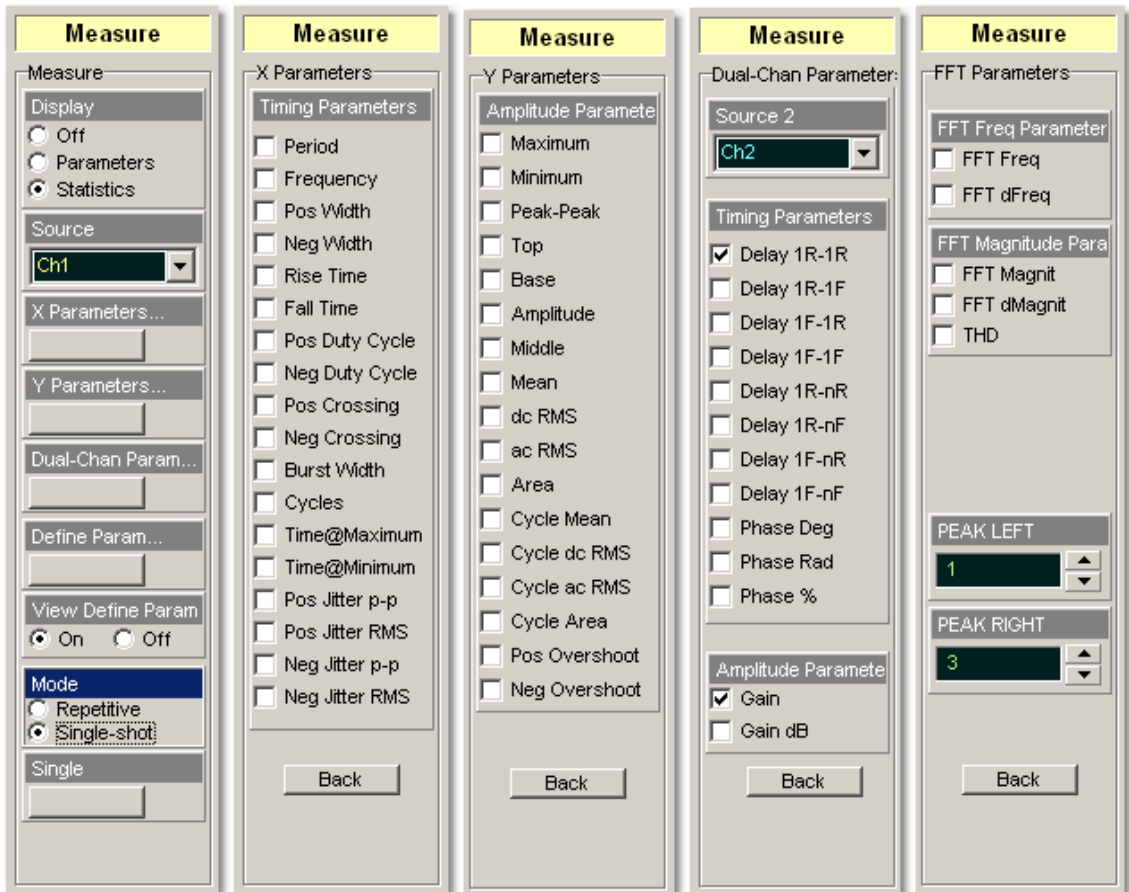 Measure
Measure
Display
Off
Parameters
Statistics
Source
Ch1
X Parameters...
Y Parameters...
Dual-Chan Param...
Define Param...
View Define Param
On Off
Mode
Repetitive
Single-shot
Single
Measure
X Parameters
Timing Parameters
Period
Frequency
Pos Width
Neg Width
Rise Time
Fall Time
Pos Duty Cycle
Neg Duty Cycle
Pos Crossing
Neg Crossing
Burst Width
Cycles
Time@Maximum
Time@Minimum
Pos Jitter p-p
Pos Jitter RMS
Neg Jitter p-p
Neg Jitter RMS
Back
Measure
Y Parameters
Amplitude Paramete
Maximum
Minimum
Peak-Peak
Top
Base
Amplitude
Middle
Mean
dc RMS
ac RMS
Area
Cycle Mean
Cycle dc RMS
Cycle ac RMS
Cycle Area
Pos Overshoot
Neg Overshoot
Back
Measure
Dual-Chan Parameter:
Source 2
Ch2
Timing Parameters
Delay 1R-1R
Delay 1R-1F
Delay 1F-1R
Delay 1F-1F
Delay 1R-nR
Delay 1R-nF
Delay 1F-nR
Delay 1F-nF
Phase Deg
Phase Rad
Phase %
Amplitude Paramete
Gain
Gain dB
Back
Measure
FFT Parameters
FFT Freq Parameter
FFT Freq
FFT dFreq
FFT Magnitude Para
FFT Magnit
FFT dMagnit
THD
PEAK LEFT
1
PEAK RIGHT
3
Back